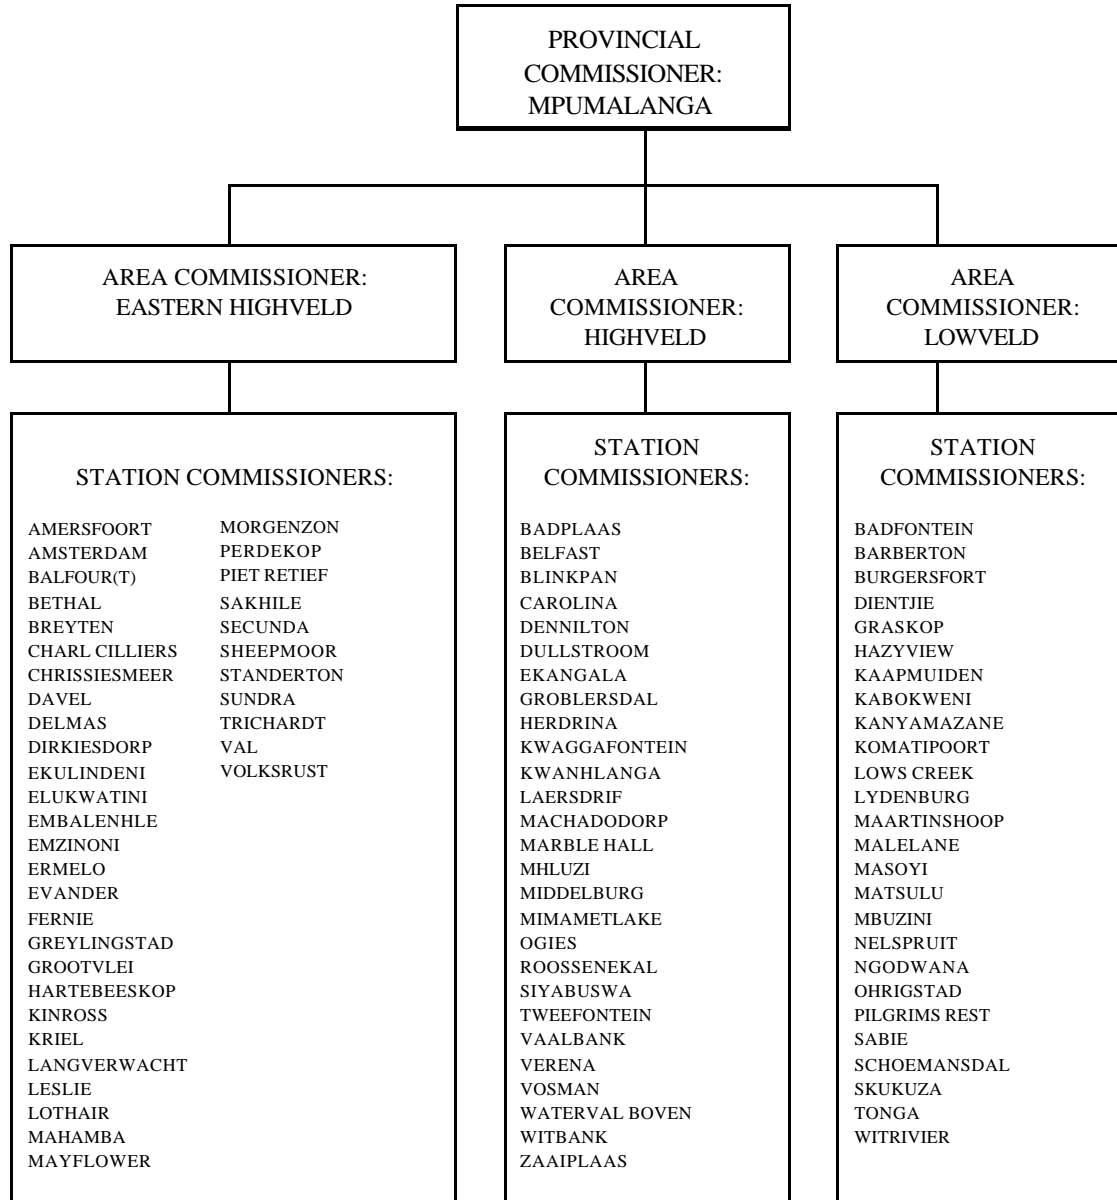 PROVINCIAL
COMMISSIONER:
MPUMALANGA
AREA COMMISSIONER:
EASTERN HIGHVELD
AREA
COMMISSIONER:
HIGHVELD
AREA
COMMISSIONER:
LOWVELD
STATION COMMISSIONERS:
AMERSFOORT
AMSTERDAM
BALFOUR(T)
BETHAL
BREYTEN
CHARL CILLIERS
CHRISSIESMEER
DAVEL
DELMAS
DIRKIESDORP
EKULINDENI
ELUKWATINI
EMBALENHLE
EMZINONI
ERMELO
EVANDER
FERNIE
GREYLINGSTAD
GROOTVLEI
HARTEBEESKOP
KINROSS
KRIEL
LANGVERWACHT
LESLIE
LOTHAIR
MAHAMBA
MAYFLOWER
MORGENZON
PERDEKOP
PIET RETIEF
SAKHILE
SECUNDA
SHEEPMOOR
STANDERTON
SUNDRA
TRICHARDT
VAL
VOLKSRUST
STATION
COMMISSIONERS:
BADPLAAS
BELFAST
BLINKPAN
CAROLINA
DENNILTON
DULLSTROOM
EKANGALA
GROBLERSDAL
HERDRINA
KWAGGAFONTEIN
KWANHLANGA
LAERSDRIF
MACHADODORP
MARBLE HALL
MHLUZI
MIDDELBURG
MIMAMETLAKE
OGIES
ROOSSENEKAL
SIYABUSWA
TWEEFONTEIN
VAALBANK
VERENA
VOSMAN
WATERVAL BOVEN
WITBANK
ZAAIPLAAS
STATION
COMMISSIONERS:
BADFONTEIN
BARBERTON
BURGERSFORT
DIENTJIE
GRASKOP
HAZYVIEW
KAAPMUIDEN
KABOKWENI
KANYAMAZANE
KOMATIPOORT
LOWS CREEK
LYDENBURG
MAARTINSHOOP
MALELANE
MASOYI
MATSULU
MBUZINI
NELSPRUIT
NGODWANA
OHRIGSTAD
PILGRIMS REST
SABIE
SCHOEMANSDAL
SKUKUZA
TONGA
WITRIVIER